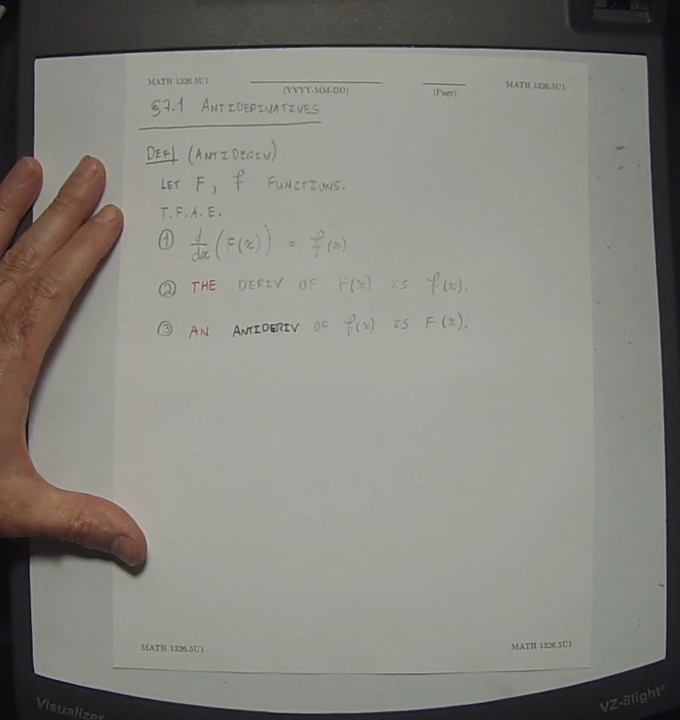 MATH 1326.5U1
(YYYY-MM-DD)
(Page)
MATH 1326.5U1
§7.1 ANTIDERIVATIVES
DEF| (ANTIDERIV)
LET F, f FUNCTIONS.
T.F.A.E.
① d/dx (F(x)) = f(x)
② THE DERIV OF F(x) IS f(x).
③ AN ANTIDERIV OF f(x) IS F(x).
MATH 1326.5U1
MATH 1326.5U1
Visualizer
VZ-8light³